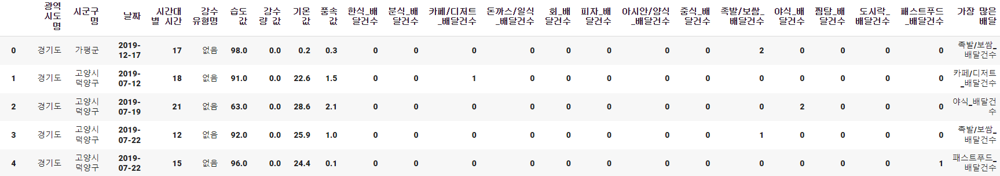 광역시도명 시군구명 날짜 시간대별 시간 강수유형명 습도값 강수량 값 기온값 풍속값 한식_배달건수 분식_배달건수 카페/디저트_배달건수 돈까스/일식_배달건수 회_배달건수 피자_배달건수 아시안/양식_배달건수 중식_배달건수 족발/보쌈_배달건수 야식_배달건수 찜탕_배달건수 도시락_배달건수 패스트푸드_배달건수 가장 많은 배달
0 경기도 가평군 2019-12-17 17 없음 98.0 0.0 0.2 0.3 0 0 0 0 0 0 0 0 2 0 0 0 0 족발/보쌈_배달건수
1 경기도 고양시 덕양구 2019-07-12 18 없음 91.0 0.0 22.6 1.5 0 0 1 0 0 0 0 0 0 0 0 0 0 카페/디저트_배달건수
2 경기도 고양시 덕양구 2019-07-19 21 없음 63.0 0.0 28.6 2.1 0 0 0 0 0 0 0 0 0 2 0 0 0 야식_배달건수
3 경기도 고양시 덕양구 2019-07-22 12 없음 92.0 0.0 25.9 1.0 0 0 0 0 0 0 0 0 1 0 0 0 0 족발/보쌈_배달건수
4 경기도 고양시 덕양구 2019-07-22 15 없음 96.0 0.0 24.4 0.1 0 0 0 0 0 0 0 0 0 0 0 0 1 패스트푸드_배달건수